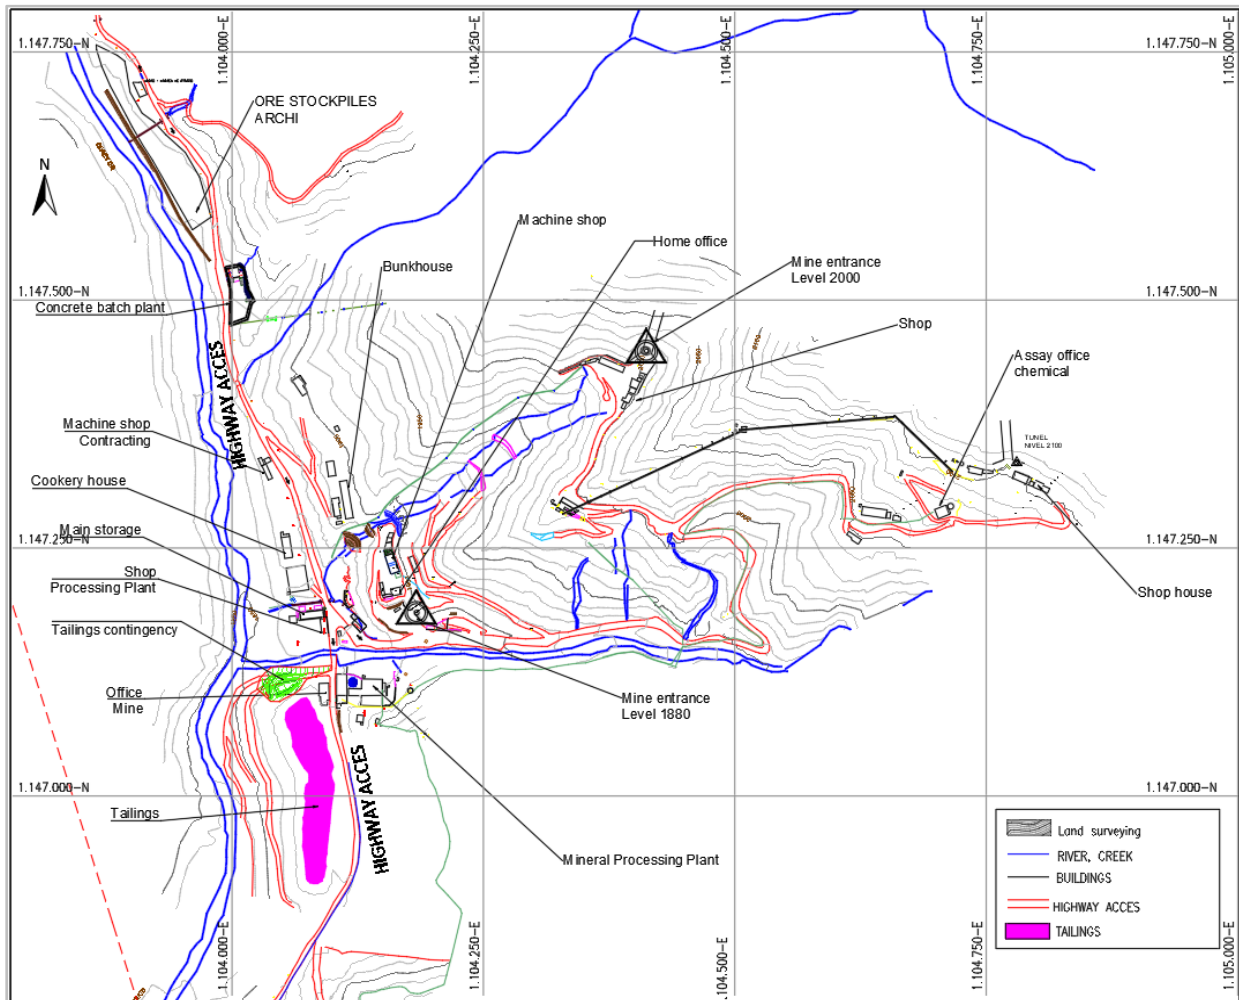 1.104.000-E
1.104.250-E
1.104.500-E
1.104.750-E
1.105.000-E
1.147.750-N
1.147.750-N
ORE STOCKPILES
ARCHI
N
Machine shop
Home office
Bunkhouse
Mine entrance
Level 2000
1.147.500-N
1.147.500-N
Concrete batch plant
Shop
Assay office
chemical
HIGHWAY ACCES
Machine shop
Contracting
TUNEL
NIVEL 2100
Cookery house
Main storage
1.147.250-N
1.147.250-N
Shop
Processing Plant
Shop house
Tailings contingency
Office
Mine
Mine entrance
Level 1880
HIGHWAY ACCES
1.147.000-N
1.147.000-N
Tailings
Mineral Processing Plant
Land surveying
RIVER, CREEK
BUILDINGS
HIGHWAY ACCES
TAILINGS
1.104.000-E
1.104.250-E
1.104.500-E
1.104.750-E
1.105.000-E